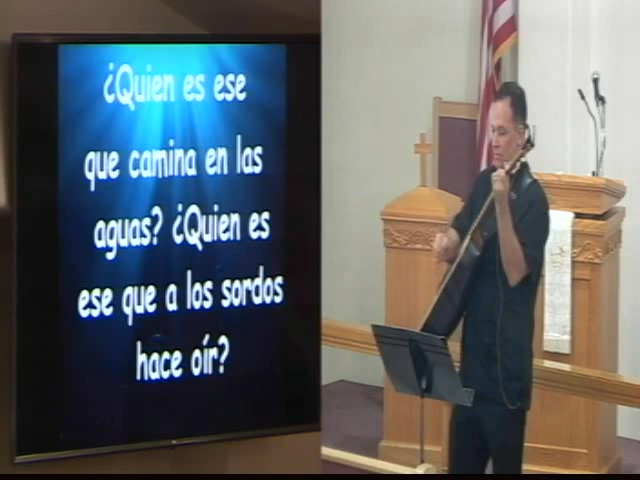 ¿Quien es ese
que camina en las
aguas? ¿Quien es
ese que a los sordos
hace oír?